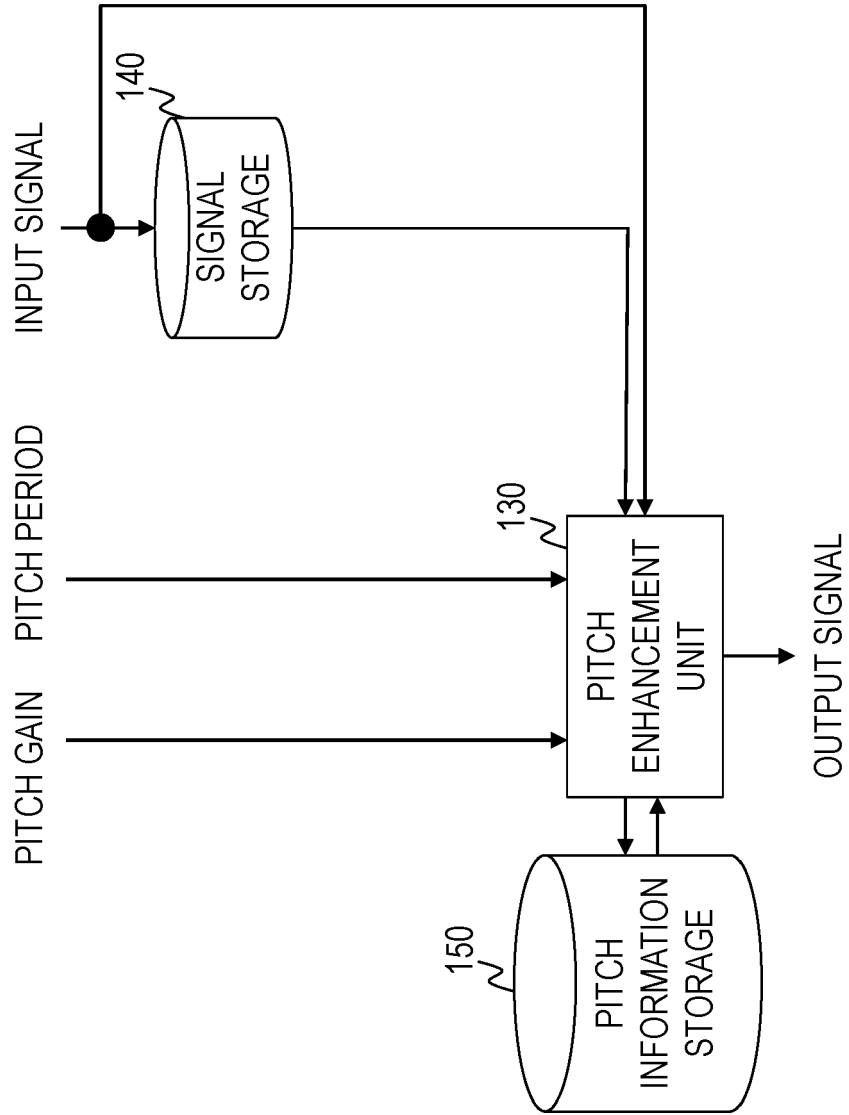 INPUT SIGNAL
PITCH PERIOD
PITCH GAIN
140
SIGNAL
STORAGE
130
PITCH
ENHANCEMENT
UNIT
150
PITCH
INFORMATION
STORAGE
OUTPUT SIGNAL